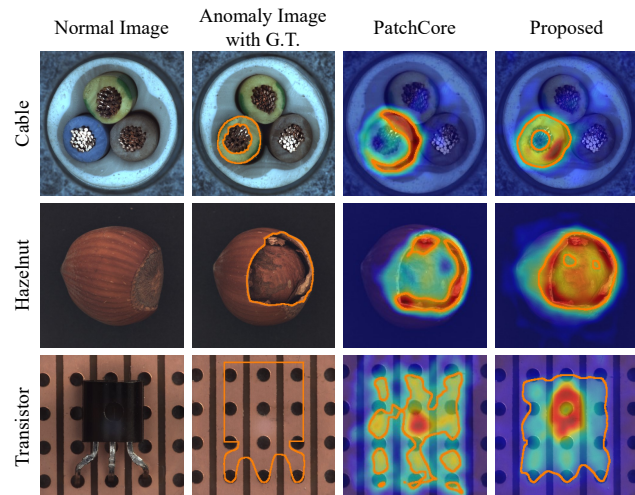 Normal Image
Anomaly Image
with G.T.
PatchCore
Proposed
Cable
Hazelnut
Transistor